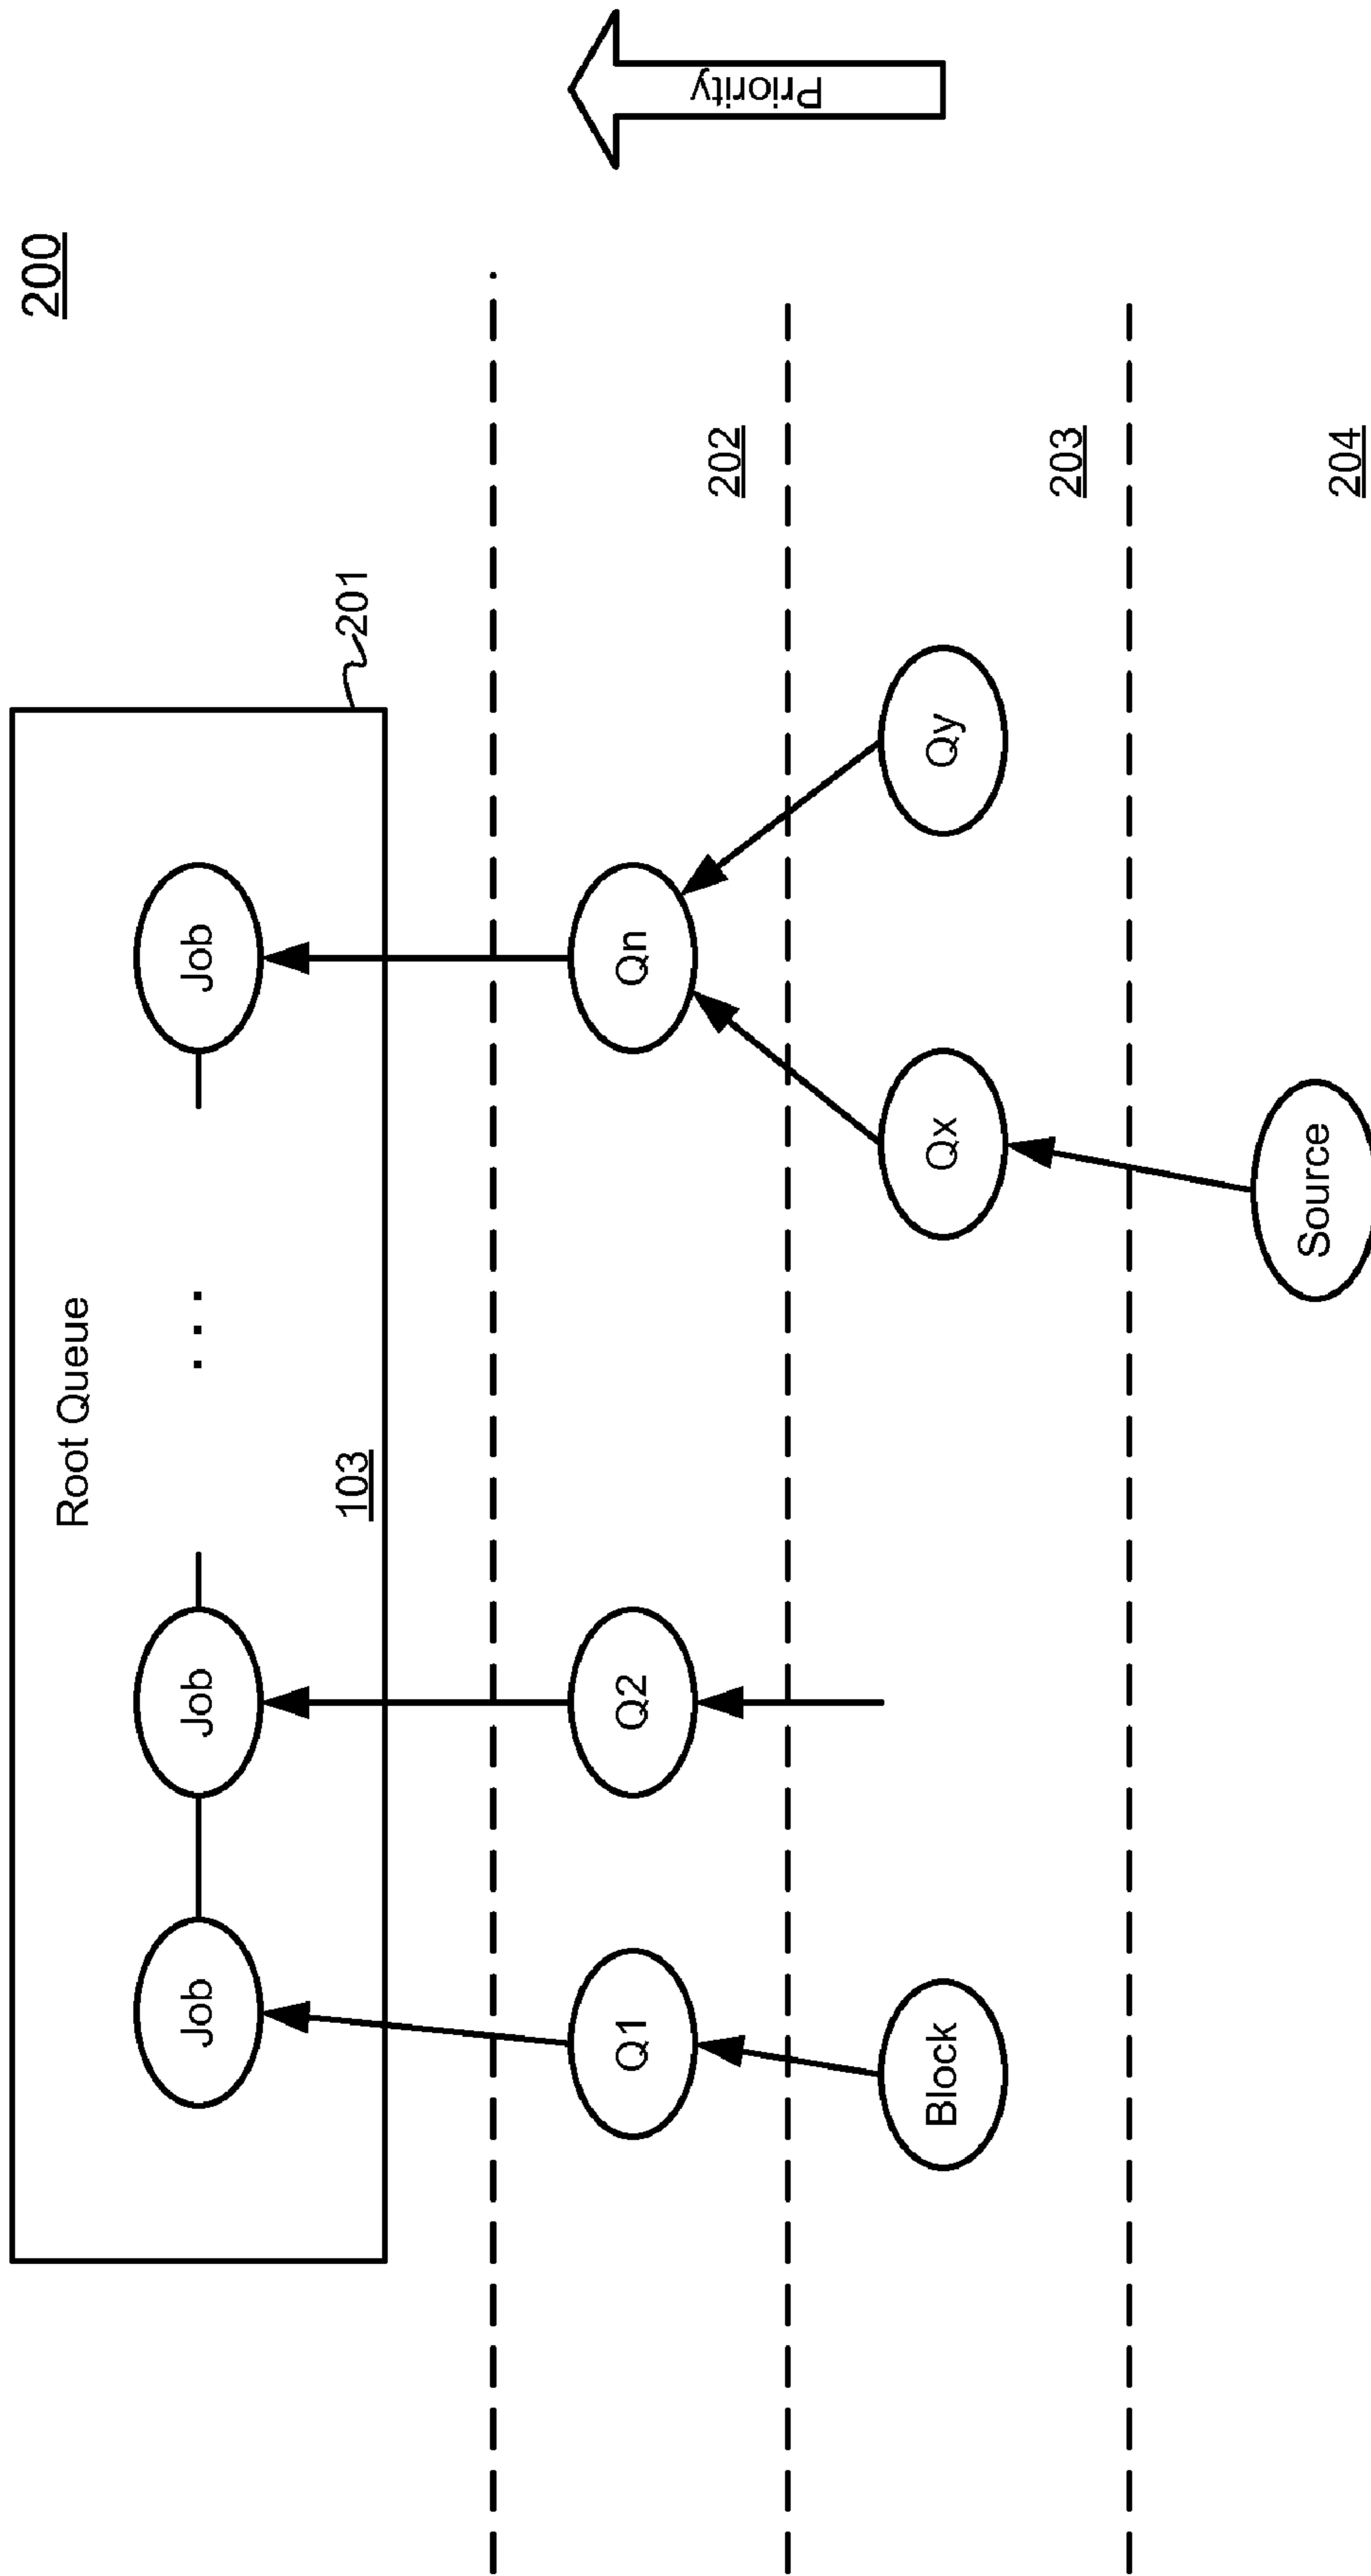 200
Root Queue
Job
Job
. . .
Job
103
201
Q1
Q2
Qn
202
Priority
Block
Qx
Qy
203
Source
204